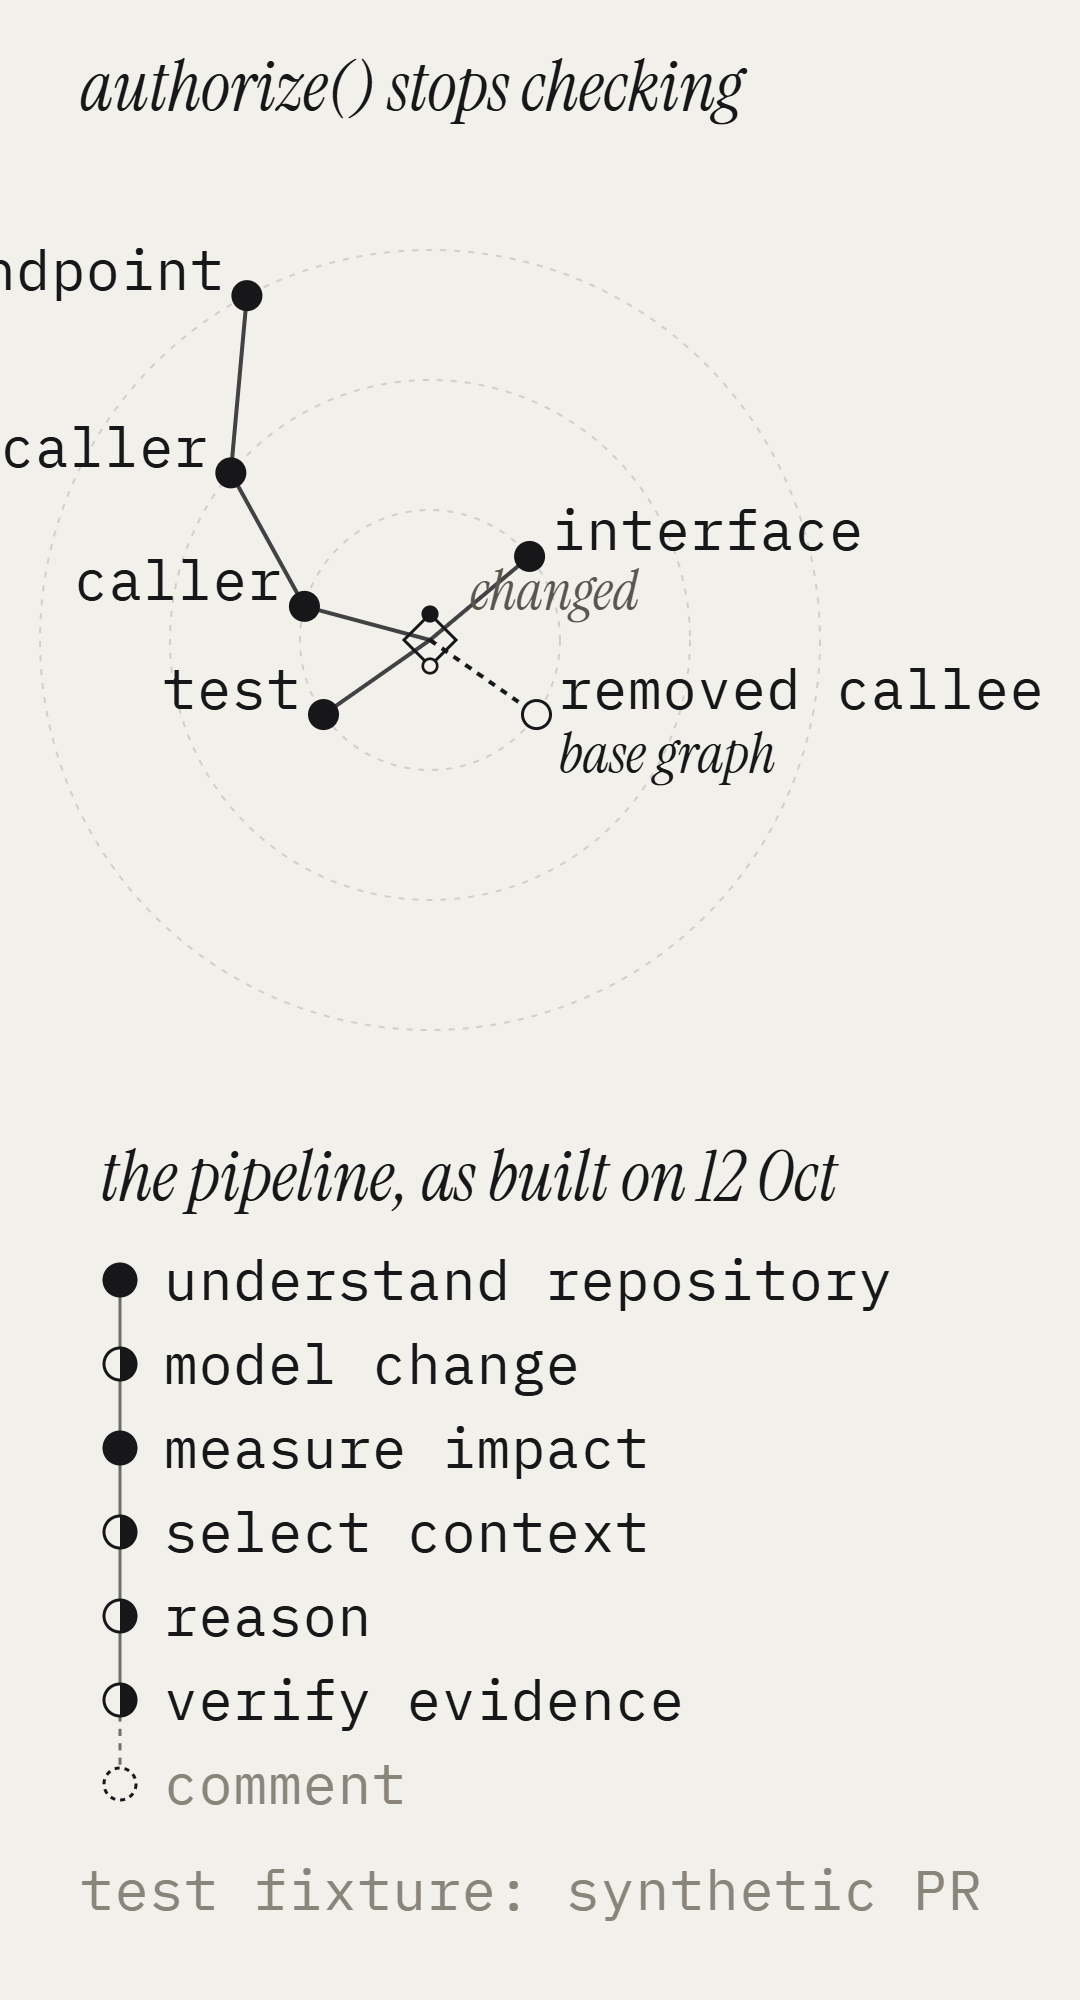 authorize() stops checking
ndpoint
caller
interface
caller
changed
test
removed callee
base graph
the pipeline, as built on 12 Oct
understand repository
model change
measure impact
select context
reason
verify evidence
comment
test fixture: synthetic PR